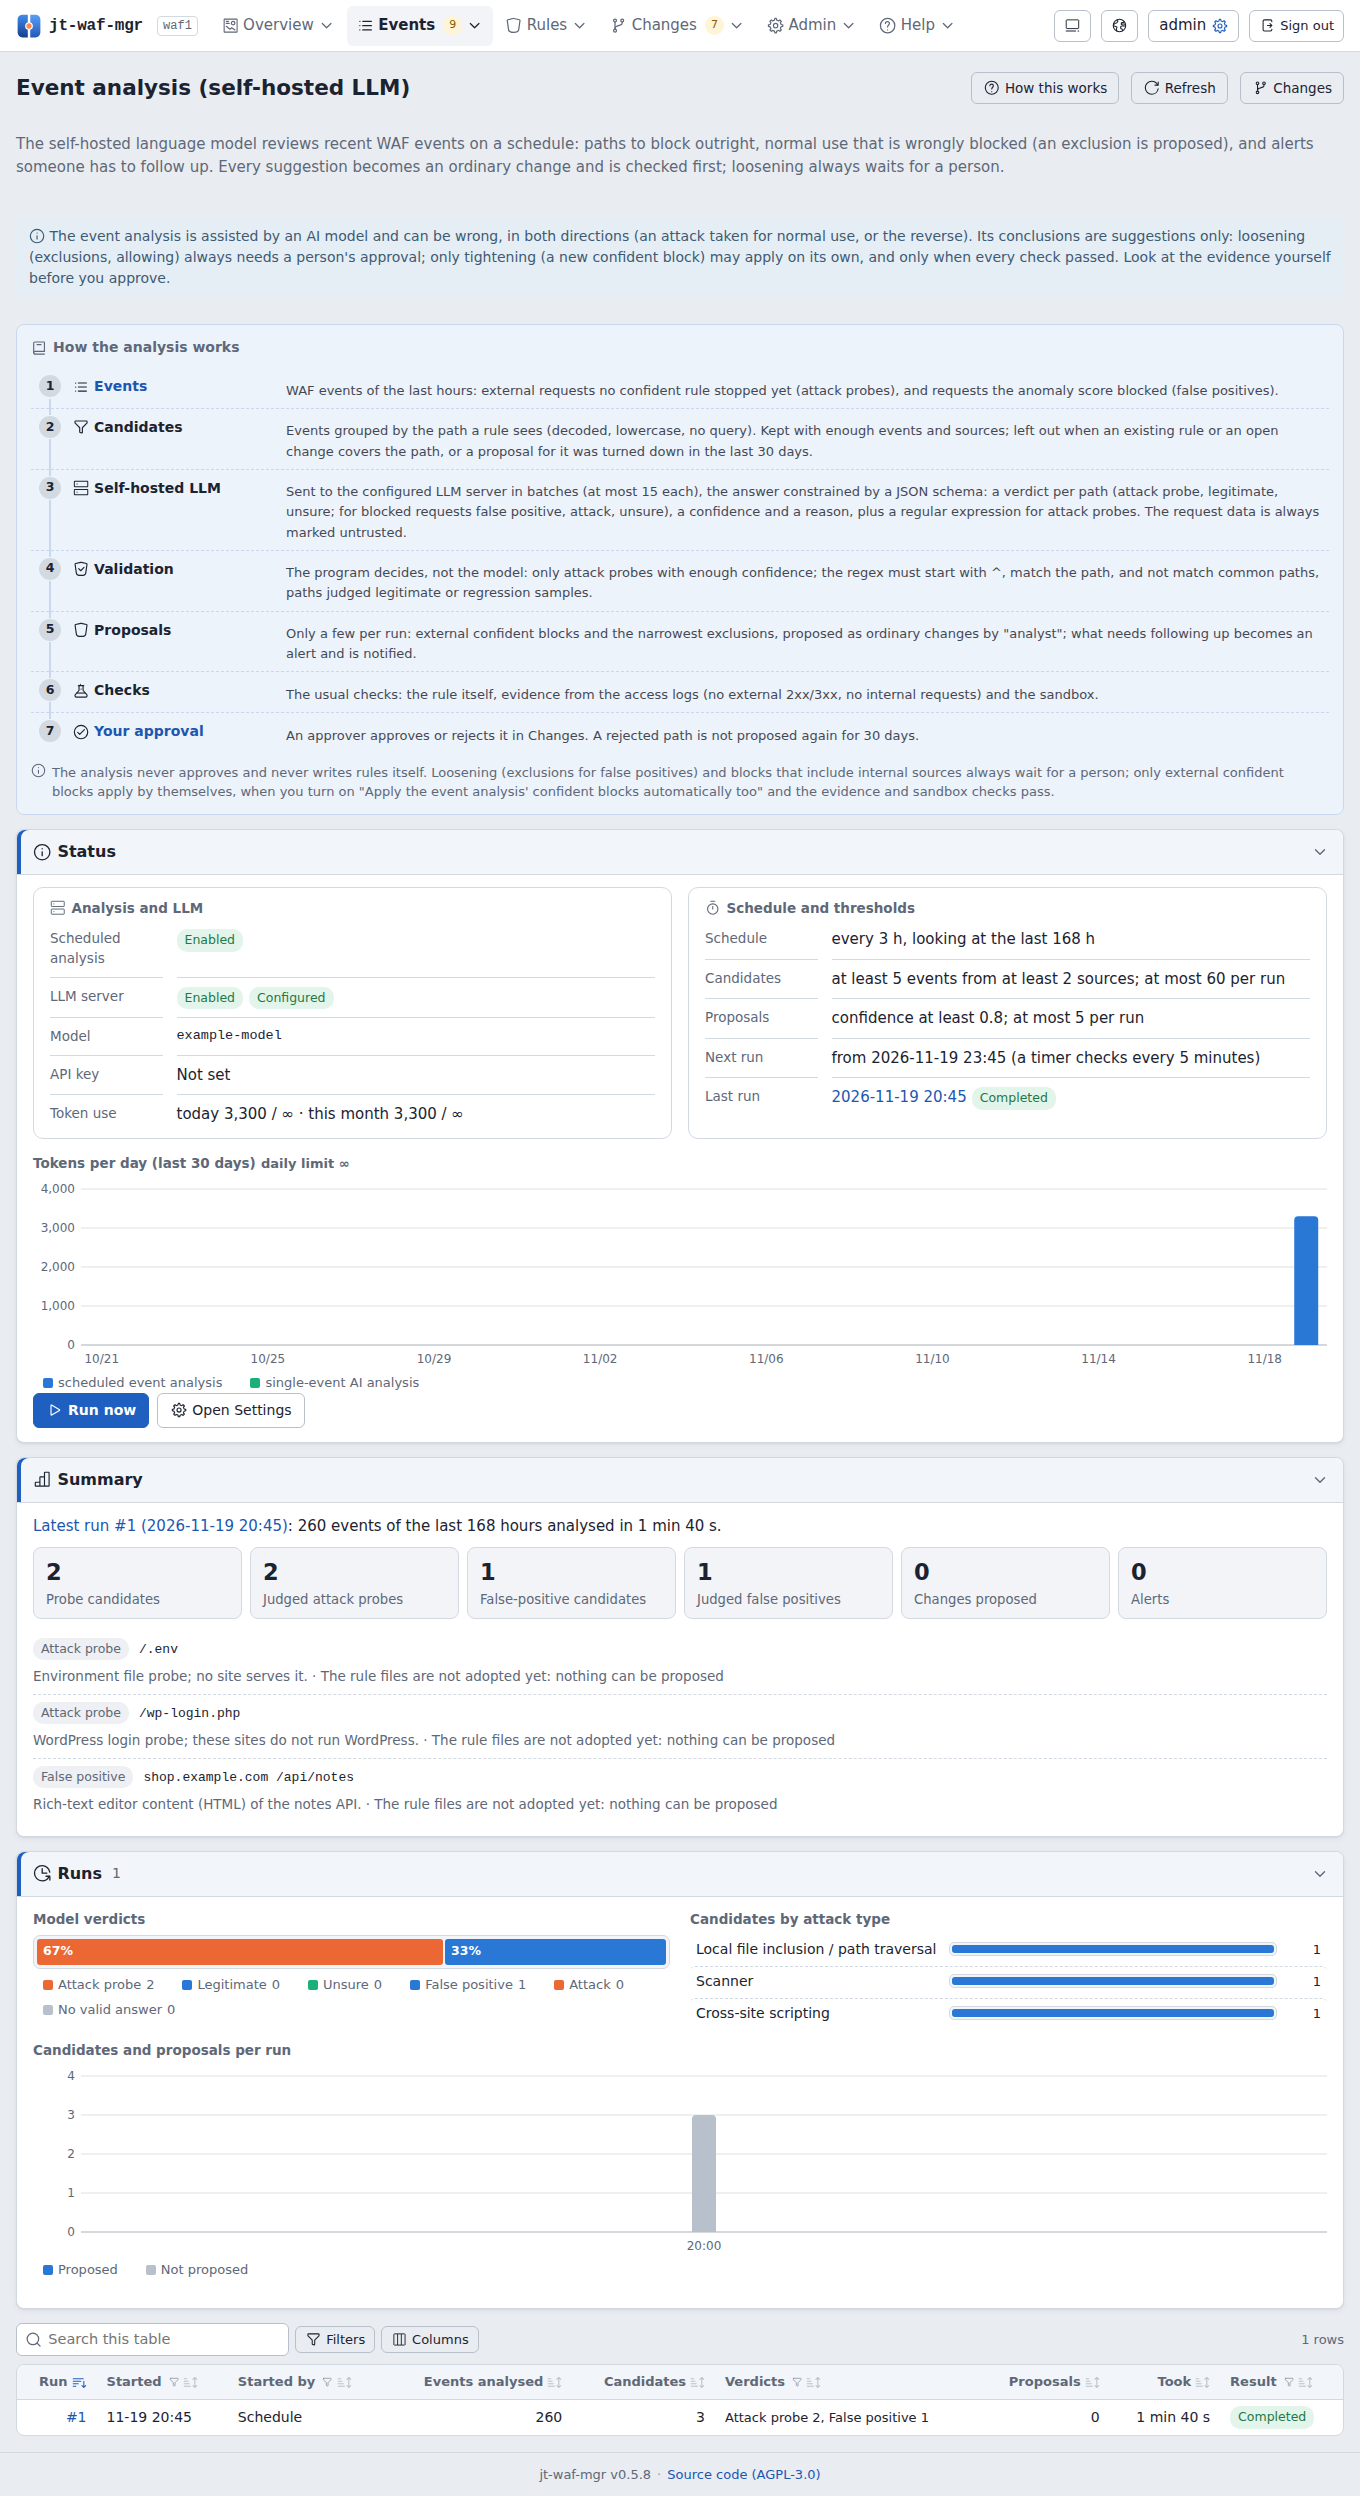 jt-waf-mgr waf1 Overview Events 9 Rules Changes 7 Admin Help admin Sign out
Event analysis (self-hosted LLM) How this works Refresh Changes
The self-hosted language model reviews recent WAF events on a schedule: paths to block outright, normal use that is wrongly blocked (an exclusion is proposed), and alerts
someone has to follow up. Every suggestion becomes an ordinary change and is checked first; loosening always waits for a person.
The event analysis is assisted by an AI model and can be wrong, in both directions (an attack taken for normal use, or the reverse). Its conclusions are suggestions only: loosening
(exclusions, allowing) always needs a person's approval; only tightening (a new confident block) may apply on its own, and only when every check passed. Look at the evidence yourself
before you approve.
How the analysis works
1 Events WAF events of the last hours: external requests no confident rule stopped yet (attack probes), and requests the anomaly score blocked (false positives).
2 Candidates Events grouped by the path a rule sees (decoded, lowercase, no query). Kept with enough events and sources; left out when an existing rule or an open
change covers the path, or a proposal for it was turned down in the last 30 days.
3 Self-hosted LLM Sent to the configured LLM server in batches (at most 15 each), the answer constrained by a JSON schema: a verdict per path (attack probe, legitimate,
unsure; for blocked requests false positive, attack, unsure), a confidence and a reason, plus a regular expression for attack probes. The request data is always
marked untrusted.
4 Validation The program decides, not the model: only attack probes with enough confidence; the regex must start with ^, match the path, and not match common paths,
paths judged legitimate or regression samples.
5 Proposals Only a few per run: external confident blocks and the narrowest exclusions, proposed as ordinary changes by "analyst"; what needs following up becomes an
alert and is notified.
6 Checks The usual checks: the rule itself, evidence from the access logs (no external 2xx/3xx, no internal requests) and the sandbox.
7 Your approval An approver approves or rejects it in Changes. A rejected path is not proposed again for 30 days.
The analysis never approves and never writes rules itself. Loosening (exclusions for false positives) and blocks that include internal sources always wait for a person; only external confident
blocks apply by themselves, when you turn on "Apply the event analysis' confident blocks automatically too" and the evidence and sandbox checks pass.
Status
Analysis and LLM
Scheduled analysis Enabled
LLM server Enabled Configured
Model example-model
API key Not set
Token use today 3,300 / ∞ · this month 3,300 / ∞
Schedule and thresholds
Schedule every 3 h, looking at the last 168 h
Candidates at least 5 events from at least 2 sources; at most 60 per run
Proposals confidence at least 0.8; at most 5 per run
Next run from 2026-11-19 23:45 (a timer checks every 5 minutes)
Last run 2026-11-19 20:45 Completed
Tokens per day (last 30 days) daily limit ∞
4,000
3,000
2,000
1,000
0
10/21 10/25 10/29 11/02 11/06 11/10 11/14 11/18
scheduled event analysis single-event AI analysis
Run now Open Settings
Summary
Latest run #1 (2026-11-19 20:45): 260 events of the last 168 hours analysed in 1 min 40 s.
2 2 1 1 0 0
Probe candidates Judged attack probes False-positive candidates Judged false positives Changes proposed Alerts
Attack probe /.env
Environment file probe; no site serves it. · The rule files are not adopted yet: nothing can be proposed
Attack probe /wp-login.php
WordPress login probe; these sites do not run WordPress. · The rule files are not adopted yet: nothing can be proposed
False positive shop.example.com /api/notes
Rich-text editor content (HTML) of the notes API. · The rule files are not adopted yet: nothing can be proposed
Runs 1
Model verdicts
67% 33%
Attack probe 2 Legitimate 0 Unsure 0 False positive 1 Attack 0
No valid answer 0
Candidates by attack type
Local file inclusion / path traversal 1
Scanner 1
Cross-site scripting 1
Candidates and proposals per run
4
3
2
1
0
20:00
Proposed Not proposed
Search this table Filters Columns 1 rows
Run Started Started by Events analysed Candidates Verdicts Proposals Took Result
#1 11-19 20:45 Schedule 260 3 Attack probe 2, False positive 1 0 1 min 40 s Completed
jt-waf-mgr v0.5.8 · Source code (AGPL-3.0)